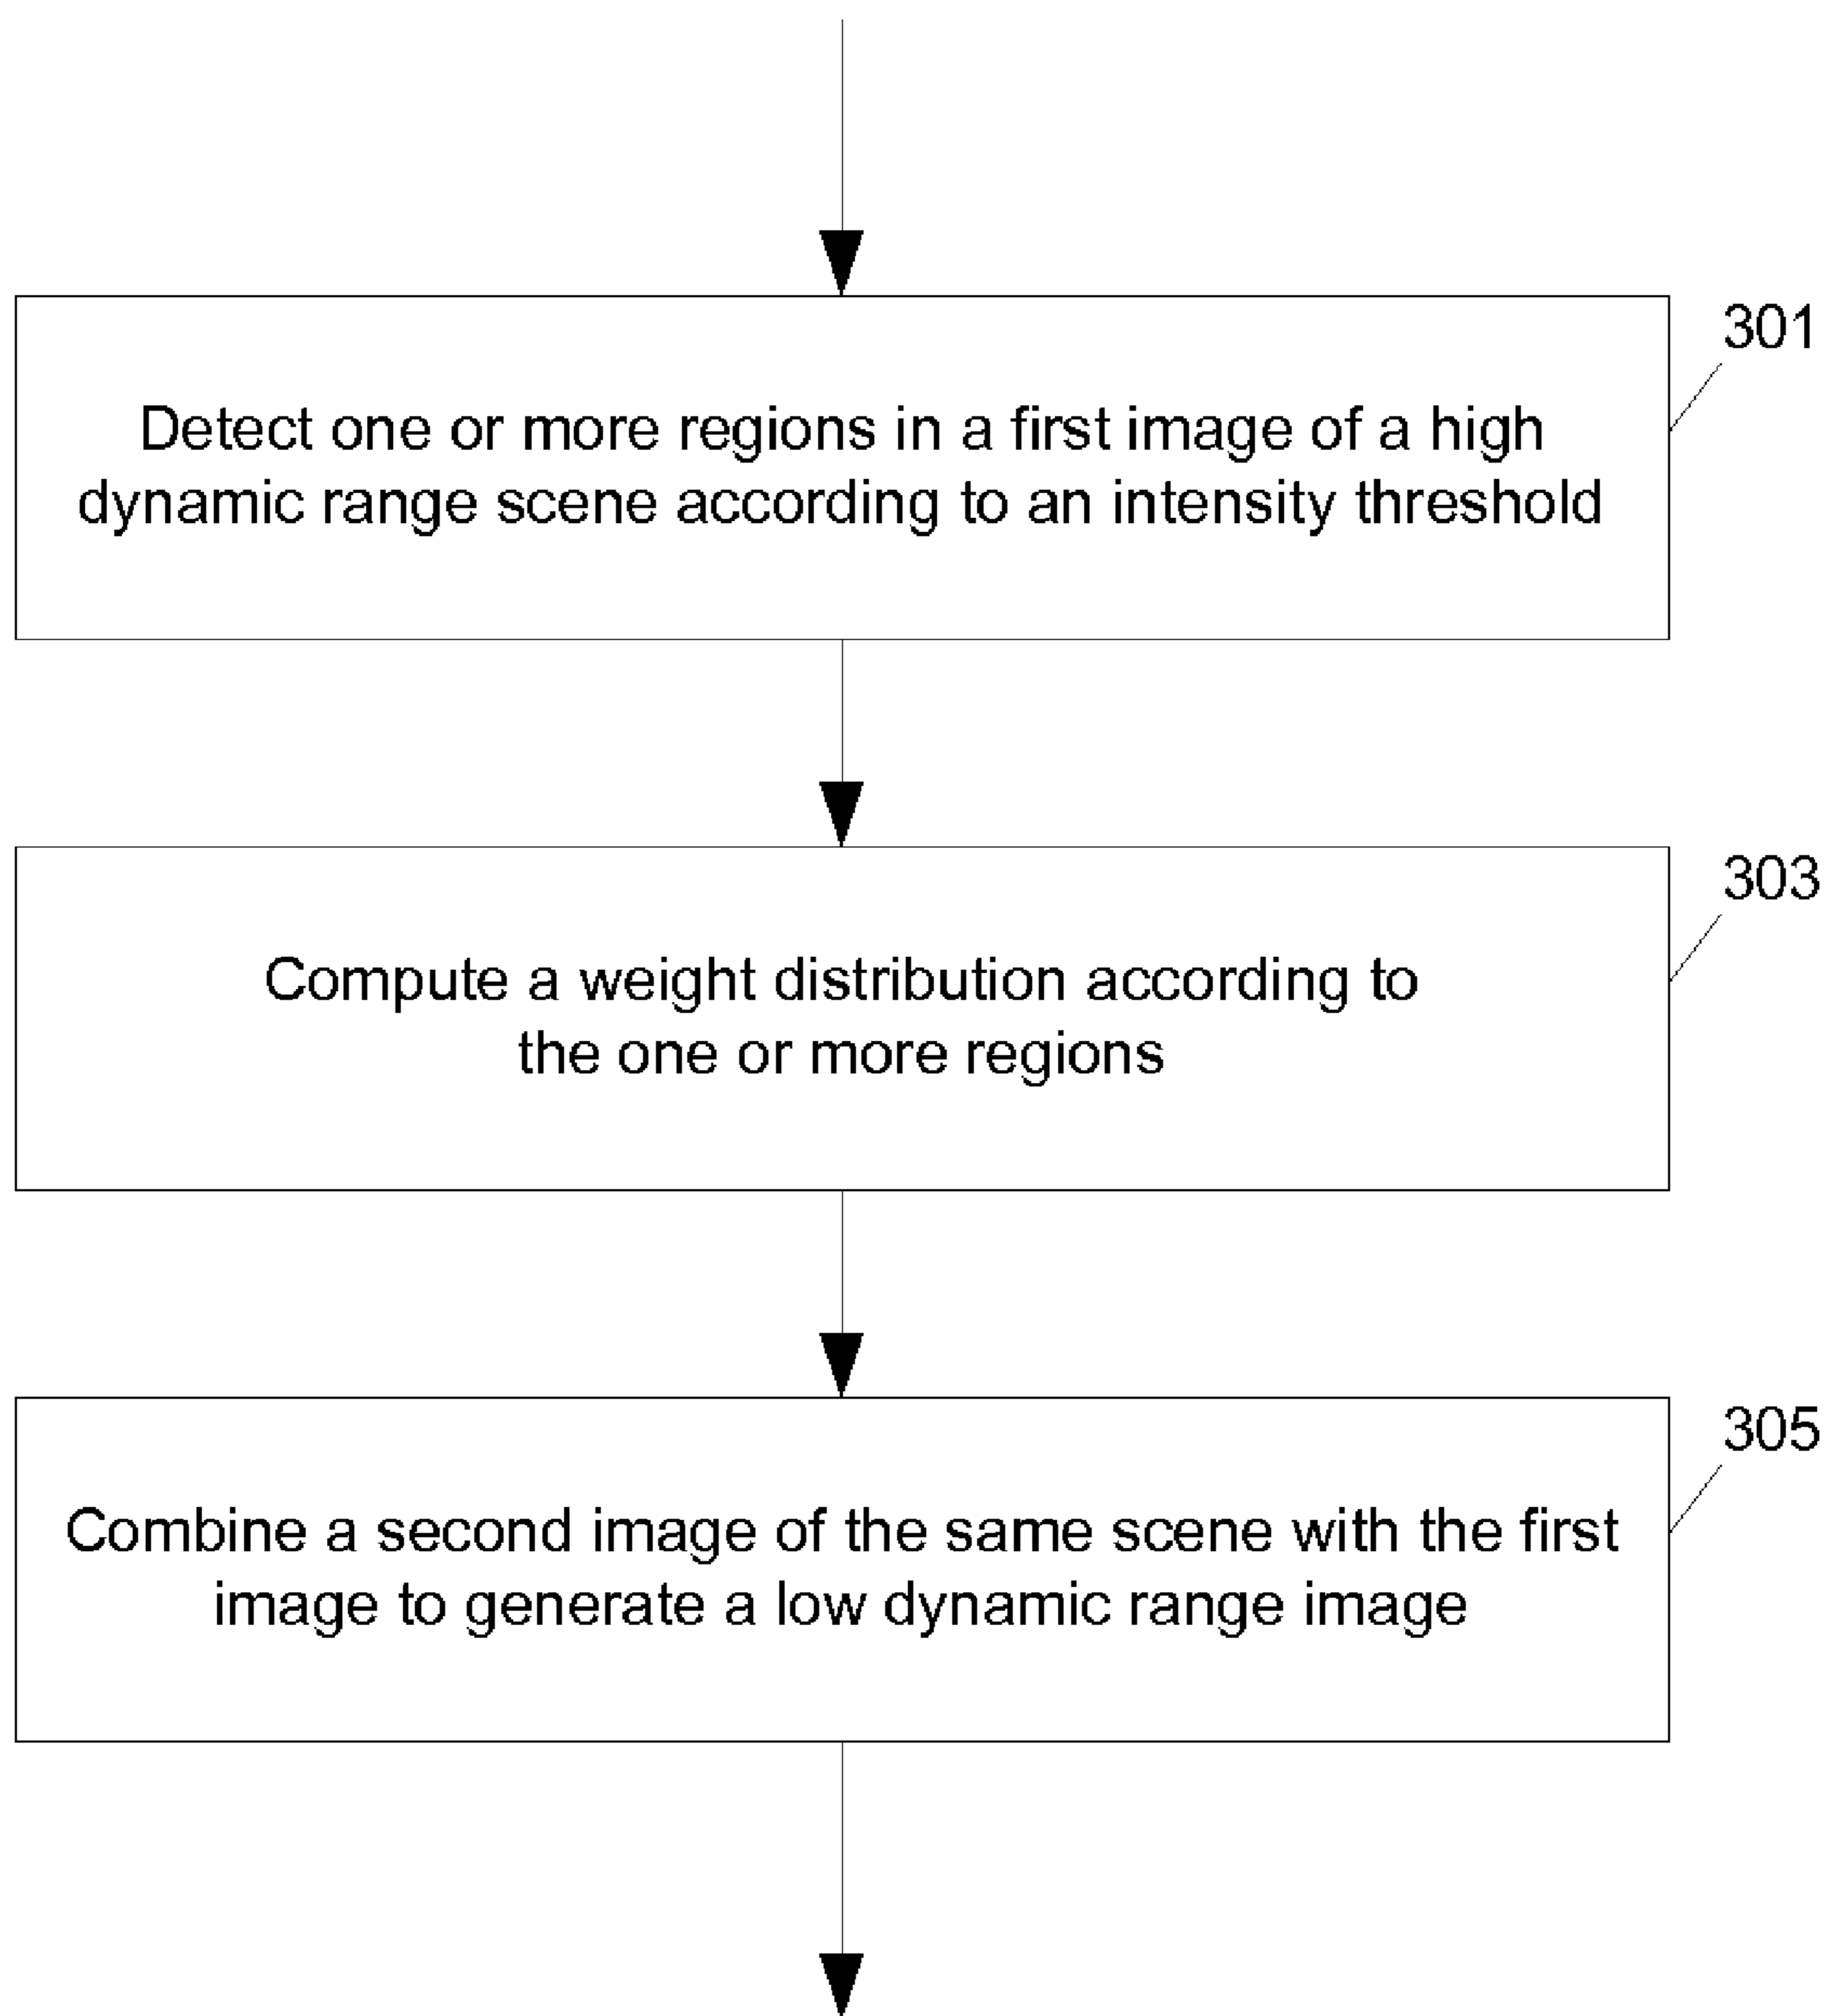 301
Detect one or more regions in a first image of a high
dynamic range scene according to an intensity threshold
303
Compute a weight distribution according to
the one or more regions
305
Combine a second image of the same scene with the first
image to generate a low dynamic range image